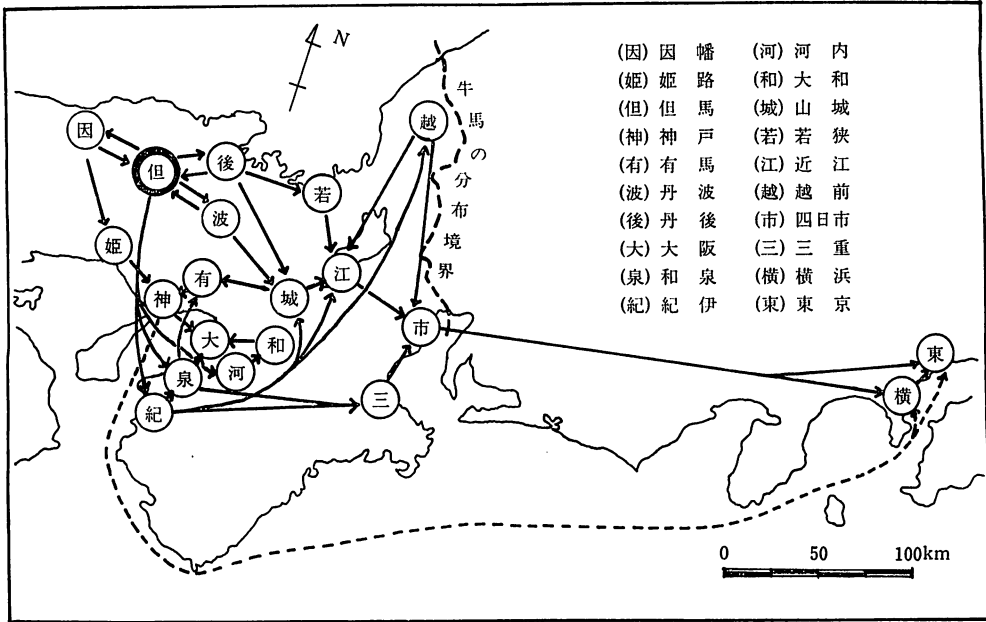 N
牛馬の分布境界
(因) 因幡
(姫) 姫路
(但) 但馬
(神) 神戸
(有) 有馬
(波) 丹波
(後) 丹後
(大) 大阪
(泉) 和泉
(紀) 紀伊
(河) 河内
(和) 大和
(城) 山城
(若) 若狭
(江) 近江
(越) 越前
(市) 四日市
(三) 三重
(横) 横浜
(東) 東京
越
因
但
後
若
波
姫
有
江
神
城
大
和
市
河
泉
紀
三
東
横
0 50 100km